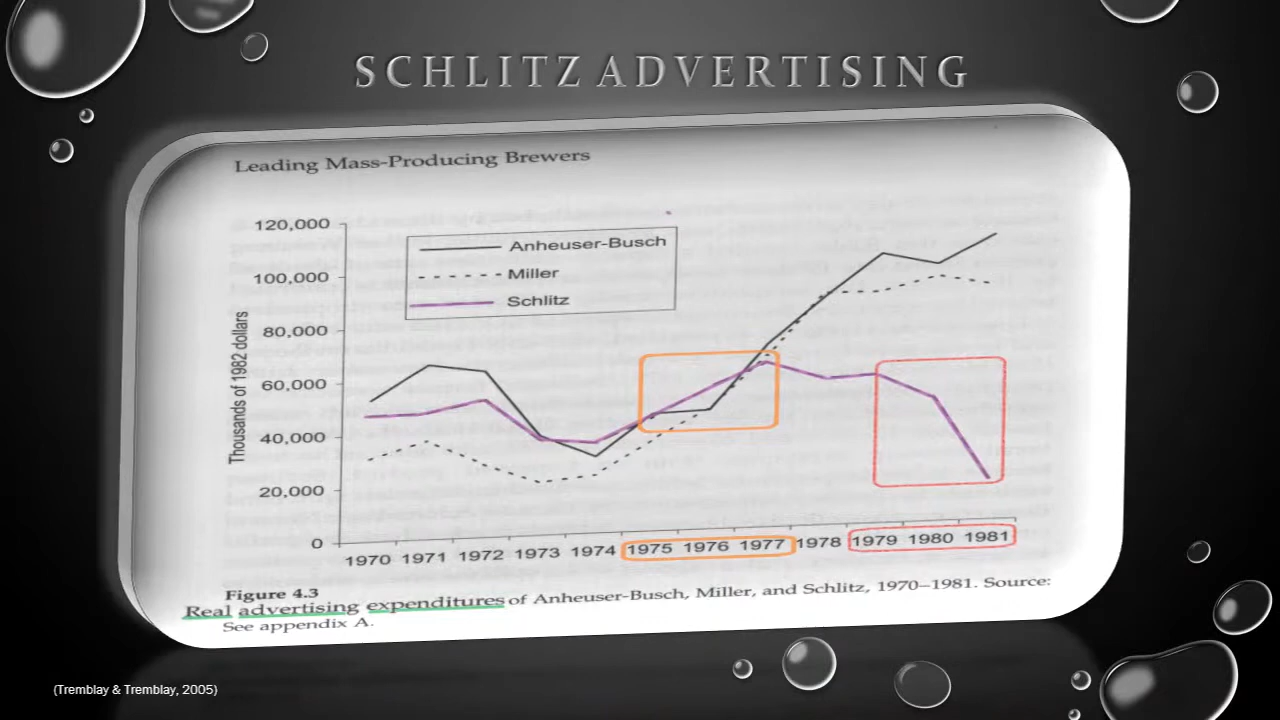 SCHLITZ ADVERTISING
Leading Mass-Producing Brewers
120,000
100,000
80,000
60,000
40,000
20,000
0
Thousands of 1982 dollars
Anheuser-Busch
Miller
Schlitz
1970 1971 1972 1973 1974 1975 1976 1977 1978 1979 1980 1981
Figure 4.3
Real advertising expenditures of Anheuser-Busch, Miller, and Schlitz, 1970–1981. Source:
See appendix A.
(Tremblay & Tremblay, 2005)